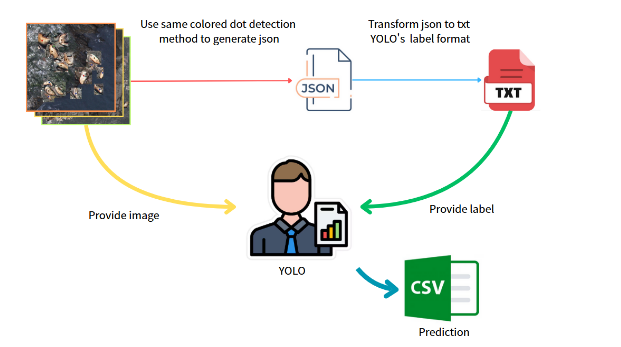 Use same colored dot detection
method to generate json
Transform json to txt
YOLO's label format
JSON
TXT
Provide image
Provide label
YOLO
CSV
Prediction